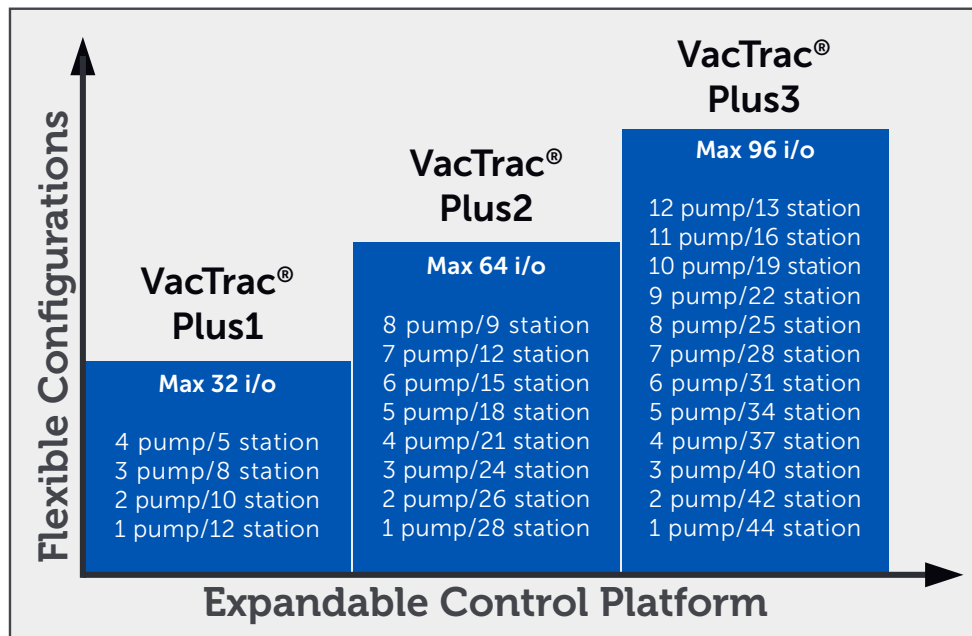 Flexible Configurations
VacTrac®
Plus1
Max 32 i/o
4 pump/5 station
3 pump/8 station
2 pump/10 station
1 pump/12 station
VacTrac®
Plus2
Max 64 i/o
8 pump/9 station
7 pump/12 station
6 pump/15 station
5 pump/18 station
4 pump/21 station
3 pump/24 station
2 pump/26 station
1 pump/28 station
VacTrac®
Plus3
Max 96 i/o
12 pump/13 station
11 pump/16 station
10 pump/19 station
9 pump/22 station
8 pump/25 station
7 pump/28 station
6 pump/31 station
5 pump/34 station
4 pump/37 station
3 pump/40 station
2 pump/42 station
1 pump/44 station
Expandable Control Platform